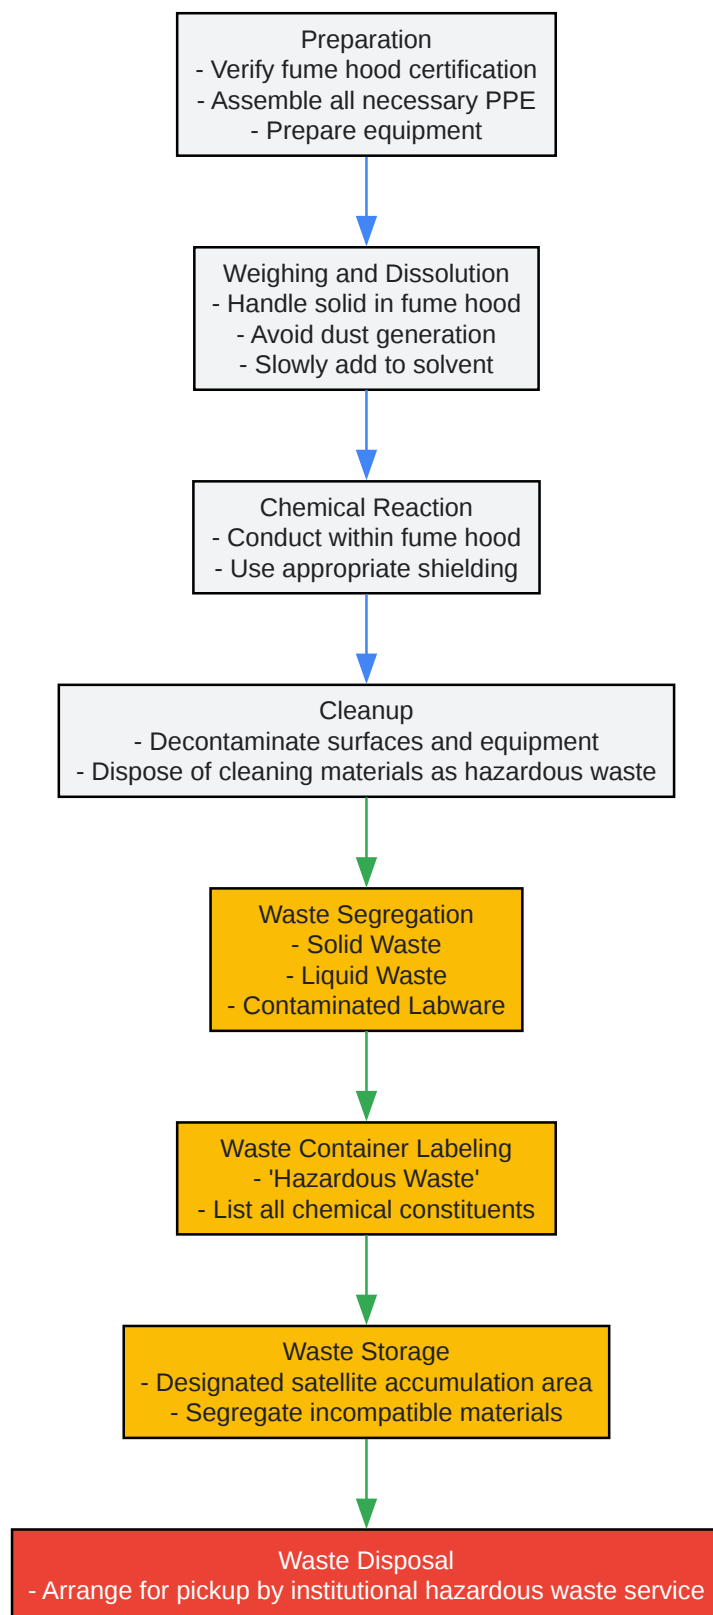 Preparation
- Verify fume hood certification
- Assemble all necessary PPE
- Prepare equipment
Weighing and Dissolution
- Handle solid in fume hood
- Avoid dust generation
- Slowly add to solvent
Chemical Reaction
- Conduct within fume hood
- Use appropriate shielding
Cleanup
- Decontaminate surfaces and equipment
- Dispose of cleaning materials as hazardous waste
Waste Segregation
- Solid Waste
- Liquid Waste
- Contaminated Labware
Waste Container Labeling
- 'Hazardous Waste'
- List all chemical constituents
Waste Storage
- Designated satellite accumulation area
- Segregate incompatible materials
Waste Disposal
- Arrange for pickup by institutional hazardous waste service